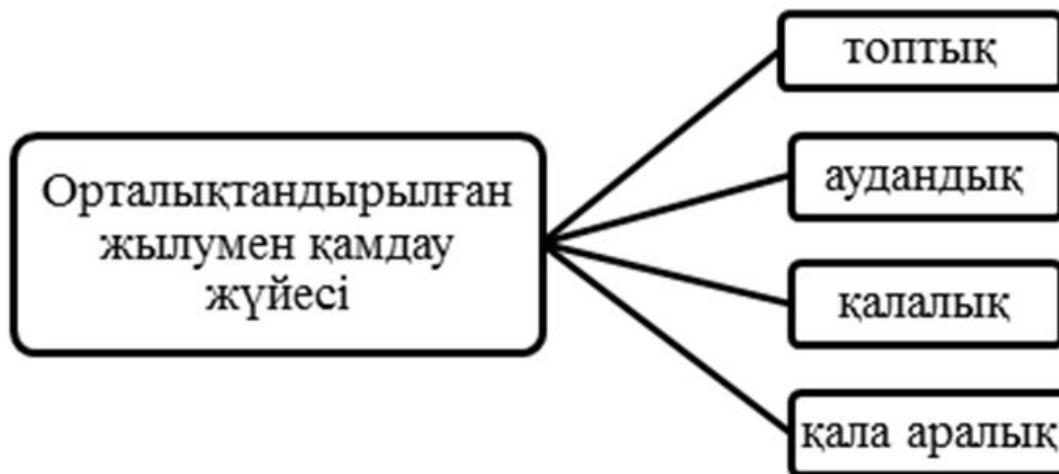 Орталықтандырылған
жылумен қамдау
жүйесі
топтық
аудандық
қалалық
қала аралық